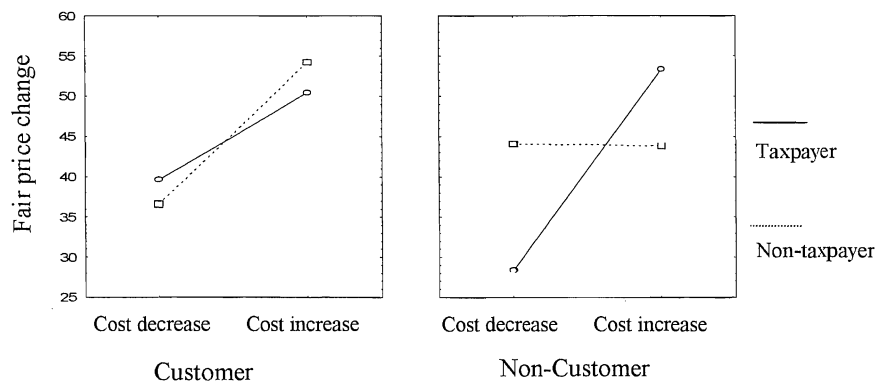 60
55
50
45
40
35
30
25
Fair price change
Cost decrease Cost increase
Customer
Cost decrease Cost increase
Non-Customer
Taxpayer
Non-taxpayer